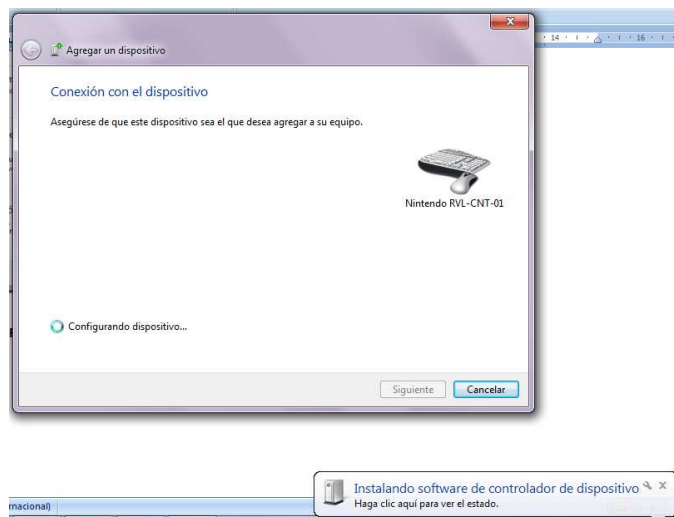 Agregar un dispositivo
· 14 · ı · · ı · 16 · ı ·
Conexión con el dispositivo
Asegúrese de que este dispositivo sea el que desea agregar a su equipo.
Nintendo RVL-CNT-01
Configurando dispositivo...
Siguiente
Cancelar
Instalando software de controlador de dispositivo
Haga clic aquí para ver el estado.
rnacional)